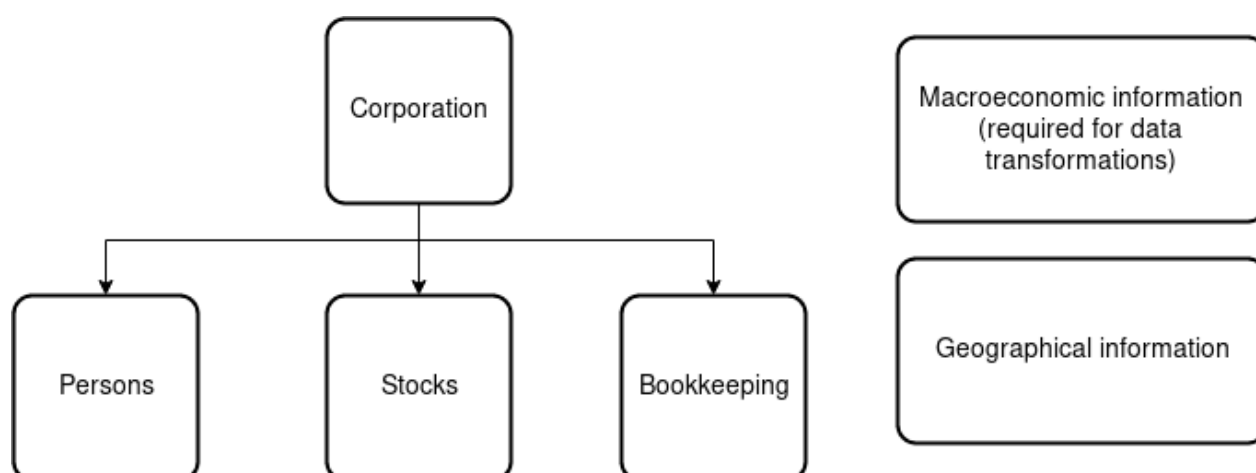 Corporation
Macroeconomic information
(required for data
transformations)
Geographical information
Persons
Stocks
Bookkeeping